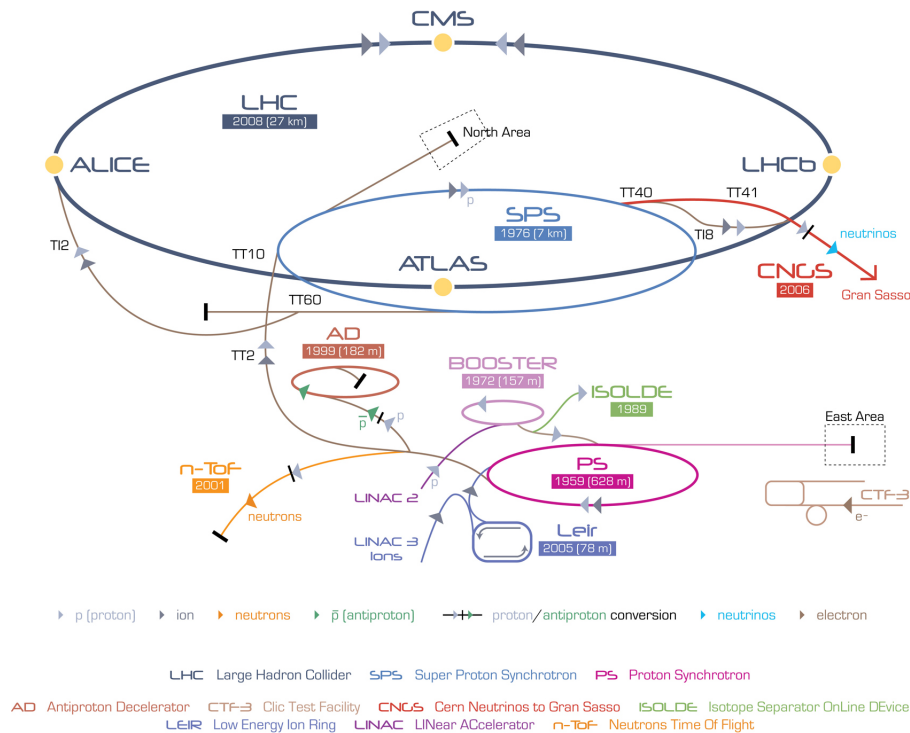 CMS
LHC
2008 (27 km)
North Area
ALICE
LHCb
TT40
TT41
p
SPS
1976 (7 km)
neutrinos
TI2
TI8
TT10
ATLAS
CNGS
2006
Gran Sasso
TT60
AD
1999 (182 m)
TT2
BOOSTER
1972 (157 m)
ISOLDE
1989
p̅
p
East Area
n-ToF
2001
p
PS
1959 (628 m)
LINAC 2
neutrons
CTF-3
e-
LINAC 3
Ions
Leir
2005 (78 m)
p (proton) ion neutrons p̅ (antiproton) proton/antiproton conversion neutrinos electron
LHC Large Hadron Collider SPS Super Proton Synchrotron PS Proton Synchrotron
AD Antiproton Decelerator CTF-3 Clic Test Facility CNGS Cern Neutrinos to Gran Sasso ISOLDE Isotope Separator OnLine DEvice
LEIR Low Energy Ion Ring LINAC LINear ACcelerator n-ToF Neutrons Time Of Flight